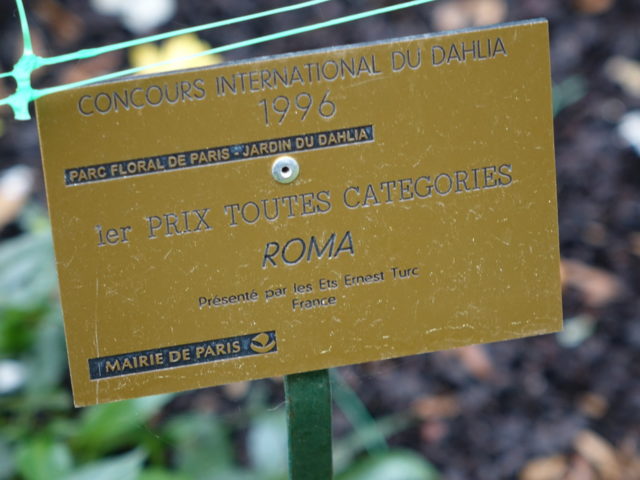 CONCOURS INTERNATIONAL DU DAHLIA
1996
PARC FLORAL DE PARIS - JARDIN DU DAHLIA
1er PRIX TOUTES CATEGORIES
ROMA
Présenté par les Ets Ernest Turc
France
MAIRIE DE PARIS